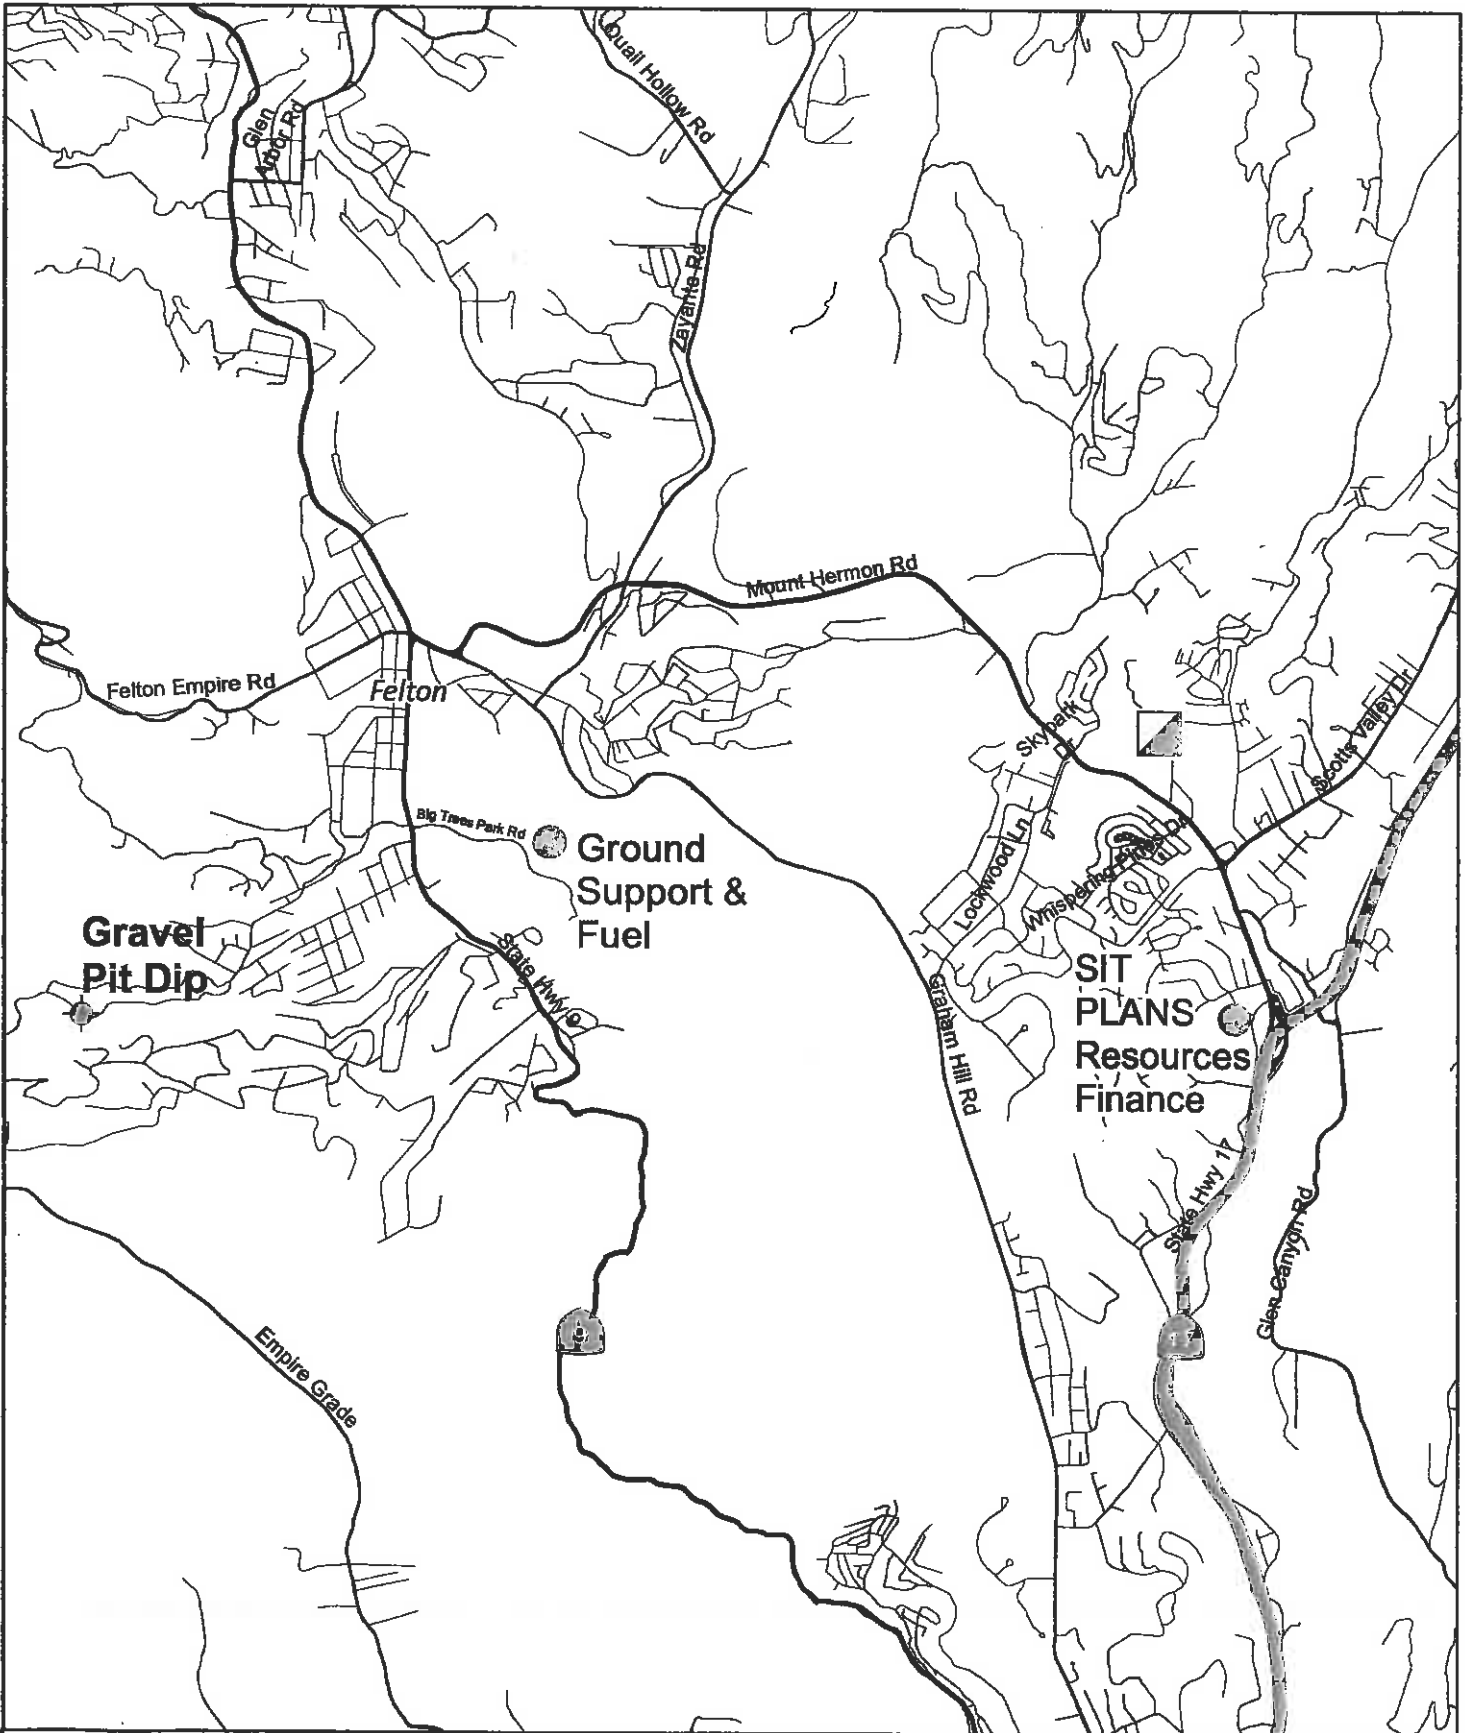 Quail Hollow Rd
Glen
Arbor Rd
Zayante Rd
Mount Hermon Rd
Felton Empire Rd
Felton
Skypark
Dr
Scotts Valley Dr
Big Trees Park Rd
Ground
Support &
Fuel
Lockwood Ln
Whispering Pines Dr
Gravel
Pit Dip
State Hwy 9
SIT
PLANS
Resources
Finance
Graham Hill Rd
State Hwy 17
Glen Canyon Rd
Empire Grade